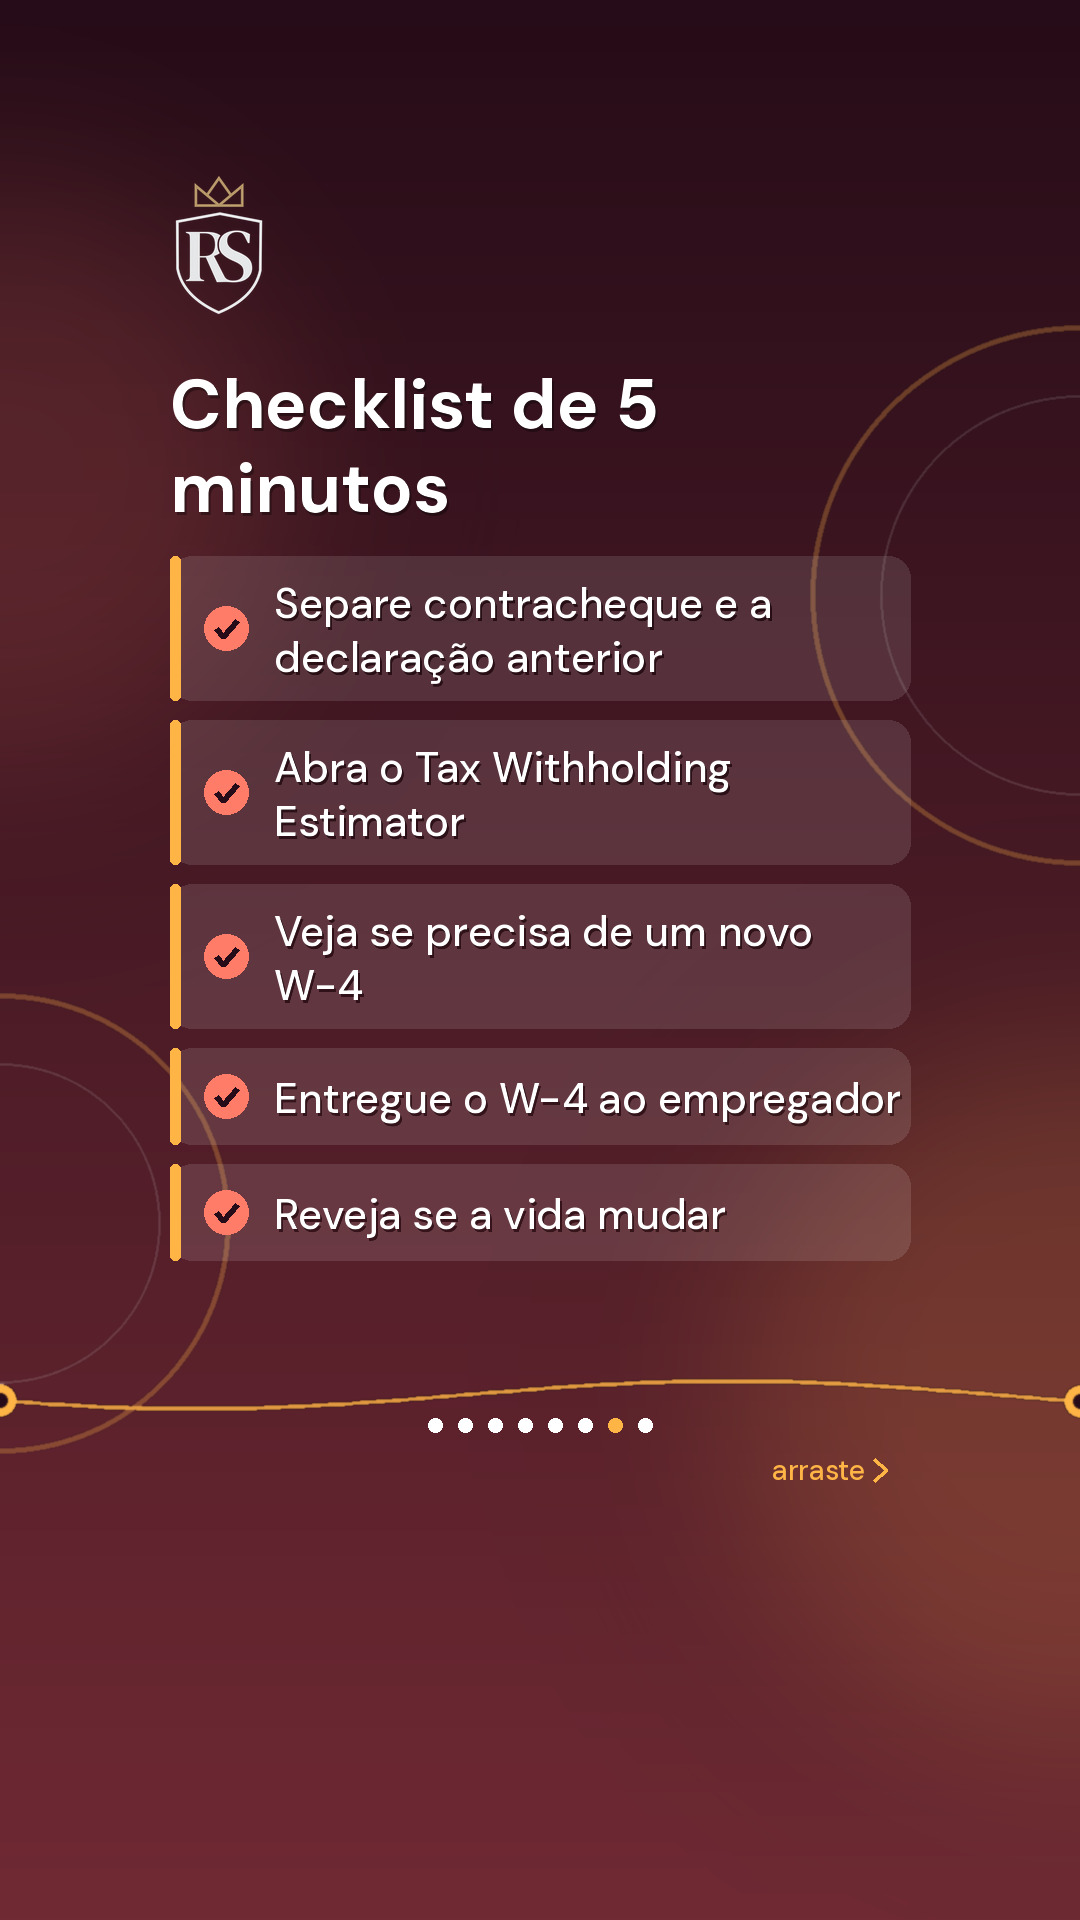 RS
Checklist de 5
minutos
Separe contracheque e a
declaração anterior
Abra o Tax Withholding
Estimator
Veja se precisa de um novo
W-4
Entregue o W-4 ao empregador
Reveja se a vida mudar
arraste